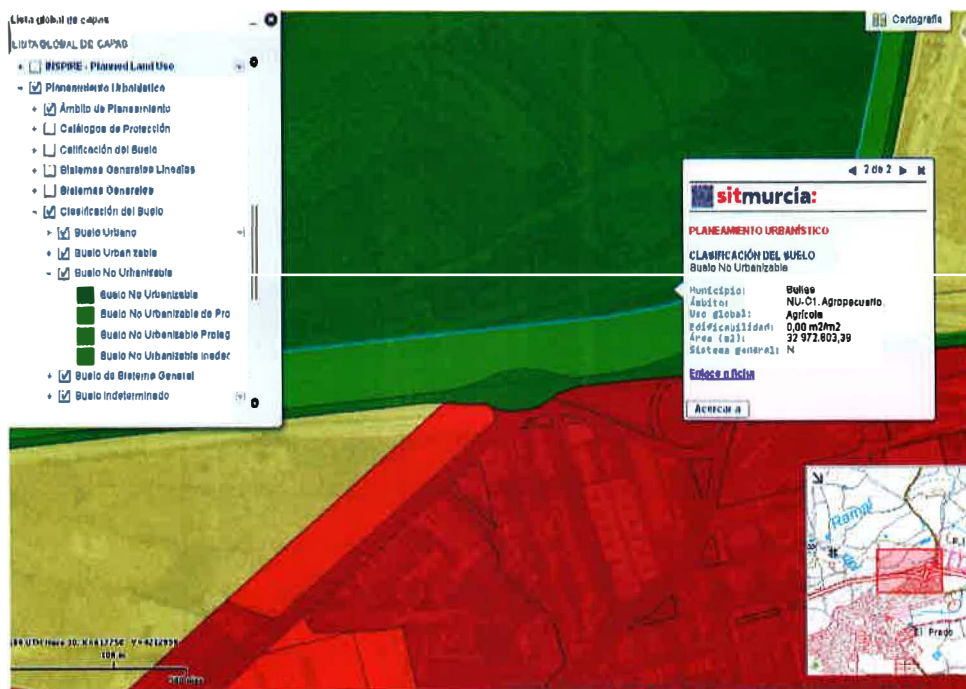 Lista global de capas
LISTA GLOBAL DE CAPAS
INSPIRE - Planned Land Use
Planeamiento Urbanístico
Ámbito de Planeamiento
Catálogos de Protección
Calificación del Suelo
Sistemas Generales Lineales
Sistemas Generales
Clasificación del Suelo
Suelo Urbano
Suelo Urbanizable
Suelo No Urbanizable
Suelo No Urbanizable
Suelo No Urbanizable de Pro
Suelo No Urbanizable Proteg
Suelo No Urbanizable Inadec
Suelo de Sistema General
Suelo Indeterminado
Cartografía
2 de 2
sitmurcia:
PLANEAMIENTO URBANÍSTICO
CLASIFICACIÓN DEL SUELO
Suelo No Urbanizable
Municipio: Bullas
Ámbito: NU-01. Agropecuario.
Uso global: Agrícola
Edificabilidad: 0,00 m2/m2
Área (m2): 32.972.803,39
Sistema general: N
Enlace a ficha
Acercar a
El Prado